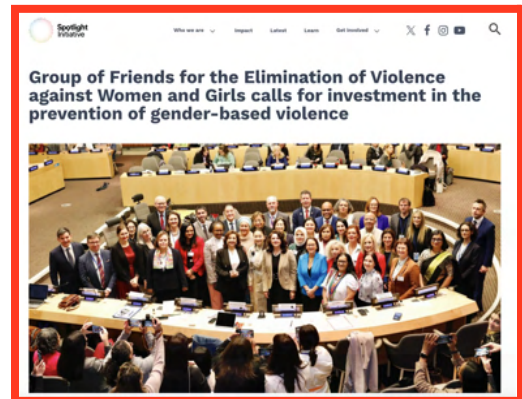 Spotlight
Initiative
Who we are Impact Latest Learn Get Involved
Group of Friends for the Elimination of Violence
against Women and Girls calls for investment in the
prevention of gender-based violence